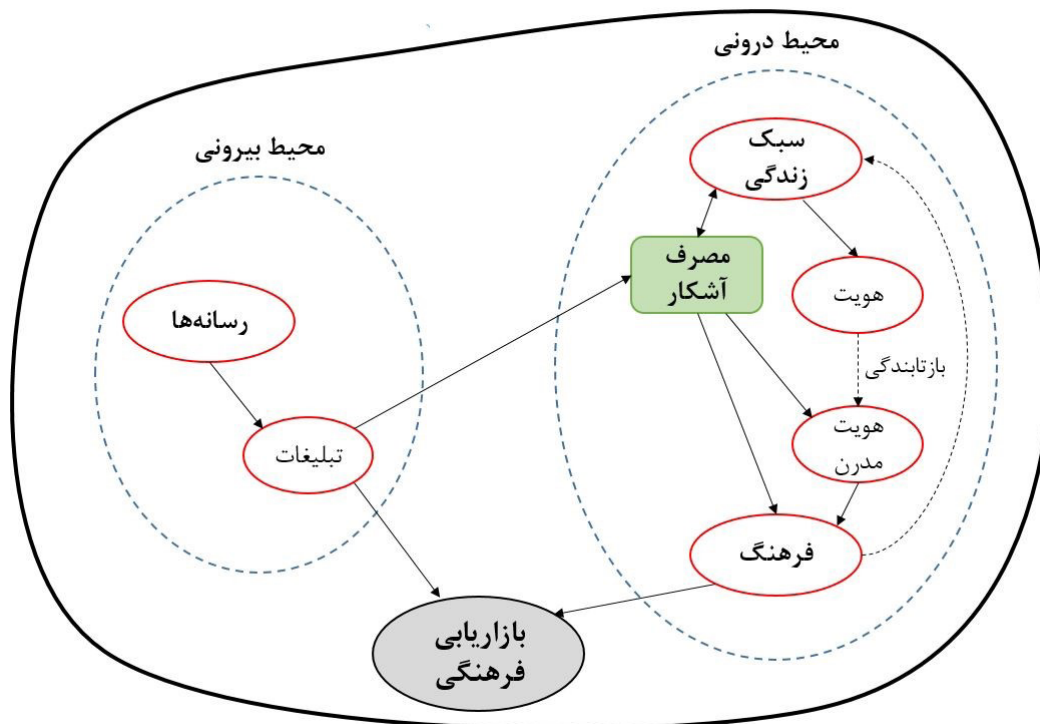 محیط درونی
سبک
زندگی
محیط بیرونی
مصرف
آشکار
هویت
رسانه‌ها
بازتابندگی
هویت
مدرن
تبلیغات
فرهنگ
بازاریابی
فرهنگی